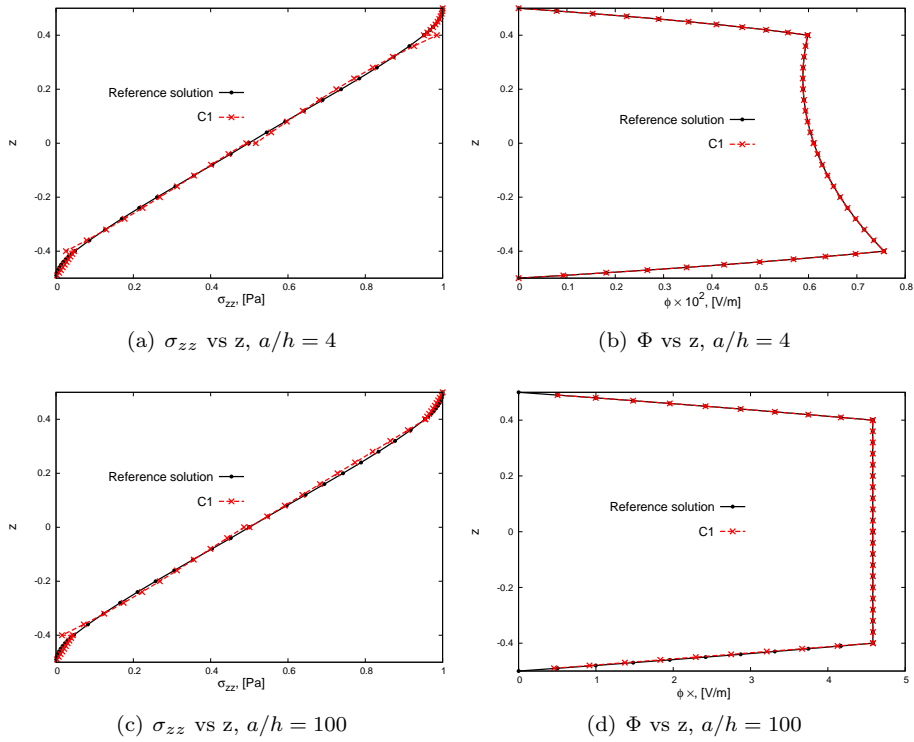 0.4
0.2
0
-0.2
-0.4
z
Reference solution
C1
0 0.2 0.4 0.6 0.8 1
σzz, [Pa]
(a) σzz vs z, a/h = 4
0.4
0.2
0
-0.2
-0.4
z
Reference solution
C1
0 0.1 0.2 0.3 0.4 0.5 0.6 0.7 0.8
ϕ × 10², [V/m]
(b) Φ vs z, a/h = 4
0.4
0.2
0
-0.2
-0.4
z
Reference solution
C1
0 0.2 0.4 0.6 0.8 1
σzz, [Pa]
(c) σzz vs z, a/h = 100
0.4
0.2
0
-0.2
-0.4
z
Reference solution
C1
0 1 2 3 4 5
ϕ ×, [V/m]
(d) Φ vs z, a/h = 100